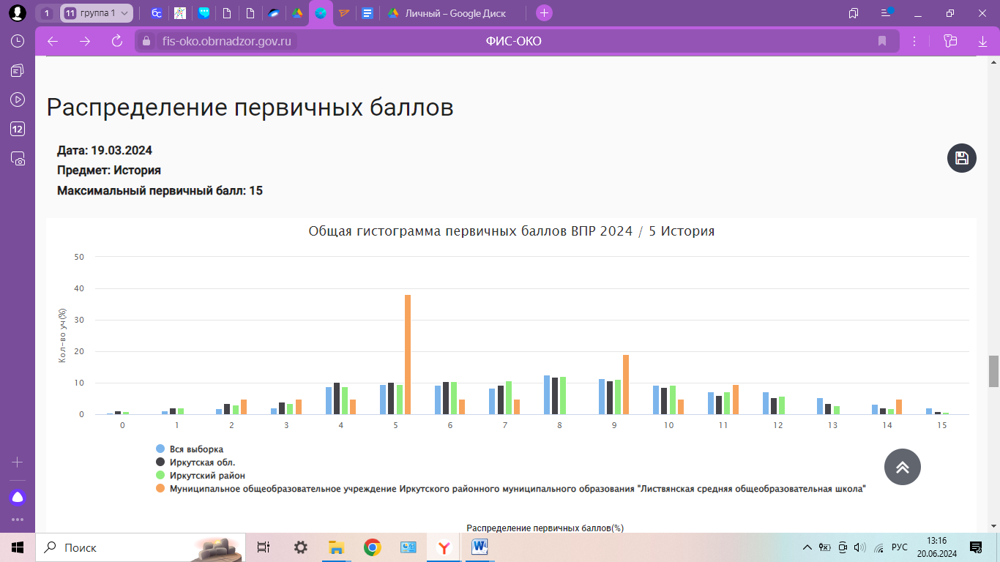 1
11 группа 1
Личный – Google Диск
fis-oko.obrnadzor.gov.ru
ФИС-ОКО
12
Распределение первичных баллов
Дата: 19.03.2024
Предмет: История
Максимальный первичный балл: 15
Общая гистограмма первичных баллов ВПР 2024 / 5 История
Кол-во уч(%)
50
40
30
20
10
0
0 1 2 3 4 5 6 7 8 9 10 11 12 13 14 15
Вся выборка
Иркутская обл.
Иркутский район
Муниципальное общеобразовательное учреждение Иркутского районного муниципального образования "Листвянская средняя общеобразовательная школа"
Распределение первичных баллов(%)
Поиск
РУС
13:16
20.06.2024